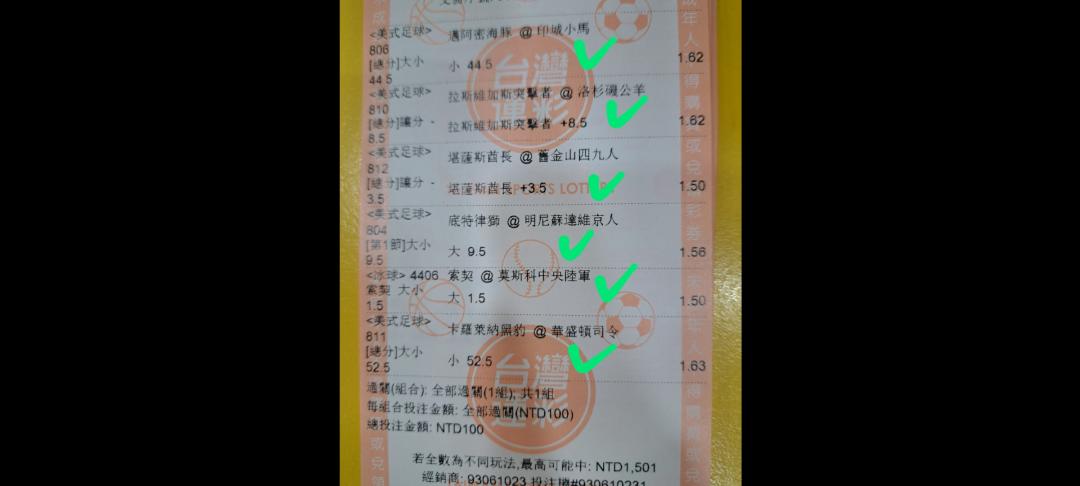 <美式足球> 邁阿密海豚 @ 印城小馬
806
[總分]大小 小 44.5 1.62
44.5
<美式足球> 拉斯維加斯突擊者 @ 洛杉磯公羊
810
[總分]讓分 - 拉斯維加斯突擊者 +8.5 1.62
8.5
<美式足球> 堪薩斯酋長 @ 舊金山四九人
812
[總分]讓分 - 堪薩斯酋長 +3.5 1.50
3.5
<美式足球> 底特律獅 @ 明尼蘇達維京人
804
[第1節]大小 大 9.5 1.56
9.5
<冰球> 4406 索契 @ 莫斯科中央陸軍
索契 大小 大 1.5 1.50
1.5
<美式足球> 卡羅萊納黑豹 @ 華盛頓司令
811
[總分]大小 小 52.5 1.63
52.5
過關(組合): 全部過關(1組); 共1組
每組合投注金額: 全部過關(NTD100)
總投注金額: NTD100
若全數為不同玩法,最高可能中: NTD1,501
經銷商: 93061023 投注機#930610231
台灣
運彩
台灣
運彩